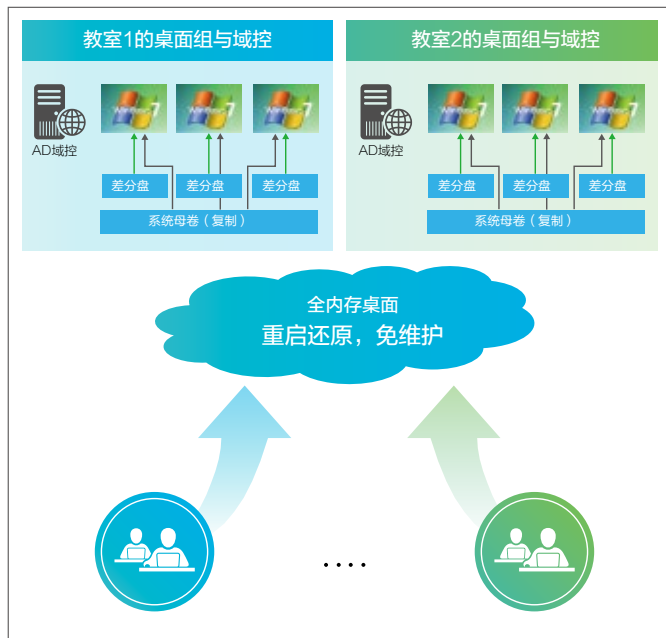 教室1的桌面组与域控
教室2的桌面组与域控
AD域控
差分盘
差分盘
差分盘
系统母卷（复制）
AD域控
差分盘
差分盘
差分盘
系统母卷（复制）
全内存桌面
重启还原，免维护
....